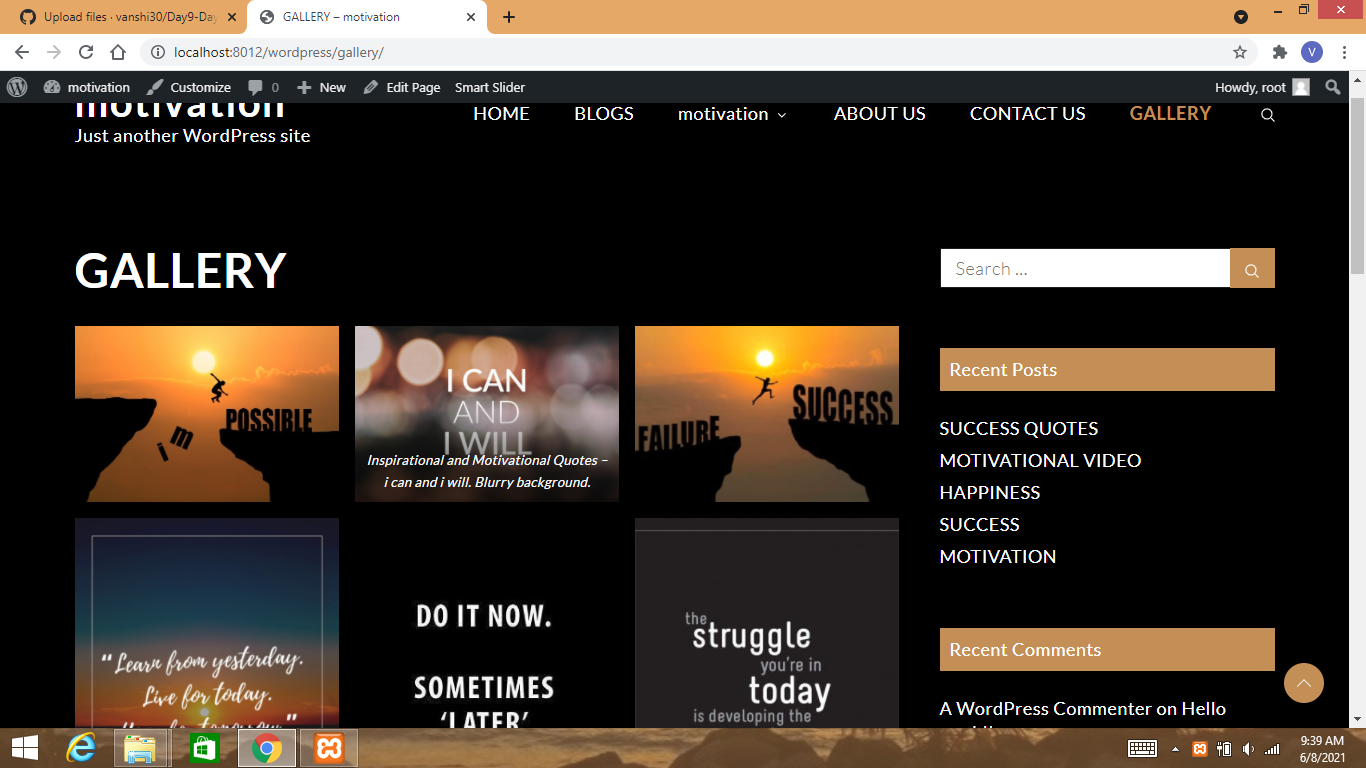 Upload files · vanshi30/Day9-Day
GALLERY – motivation
localhost:8012/wordpress/gallery/
V
motivation
Customize
0
New
Edit Page
Smart Slider
Howdy, root
motivation
Just another WordPress site
HOME
BLOGS
motivation
ABOUT US
CONTACT US
GALLERY
GALLERY
POSSIBLE
i m
I CAN
AND
I WILL
Inspirational and Motivational Quotes –
i can and i will. Blurry background.
FAILURE
SUCCESS
“Learn from yesterday.
Live for today.
DO IT NOW.
SOMETIMES
‘LATER’
the
struggle
you're in
today
is developing the
Search …
Recent Posts
SUCCESS QUOTES
MOTIVATIONAL VIDEO
HAPPINESS
SUCCESS
MOTIVATION
Recent Comments
A WordPress Commenter on Hello
9:39 AM
6/8/2021